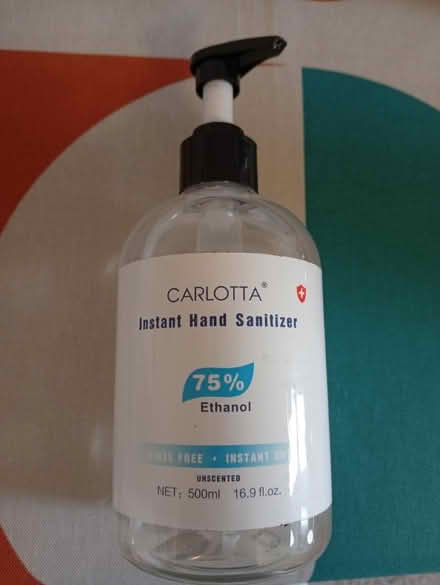 CARLOTTA®
Instant Hand Sanitizer
75%
Ethanol
FREE • INSTANT
UNSCENTED
NET: 500ml 16.9 fl.oz.